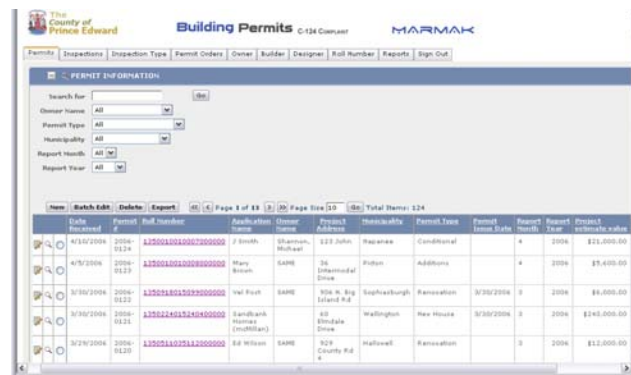 The
County of
Prince Edward
Building Permits C-124 Compliant
MARMAK
Permits Inspections Inspection Type Permit Orders Owner Builder Designer Roll Number Reports Sign Out
PERMIT INFORMATION
Search for Go
Owner Name All
Permit Type All
Municipality All
Report Month All
Report Year All
New Batch Edit Delete Export Page 1 of 13 Page Size 10 Go Total Items: 124
Date Received Permit # Roll Number Application Name Owner Name Project Address Municipality Permit Type Permit Issue Date Report Month Report Year Project estimate value
4/10/2006 2006-0124 J Smith Shannon, Michael 123 John Napanee Conditional 4 2006 $21,000.00
4/5/2006 2006-0123 Mary Brown SAME 36 Intermodal Drive Picton Additions 4 2006 $9,600.00
3/30/2006 2006-0122 Val Post SAME 906 N. Big Island Rd Sophiasburgh Renovation 3/30/2006 3 2006 $6,000.00
3/30/2006 2006-0121 Sandbank Homes (mcMillan) SAME 60 Elmdale Drive Wellington New House 3/30/2006 3 2006 $240,000.00
3/29/2006 2006-0120 Ed Wilson SAME 929 County Rd Hallowell Renovation 3 2006 $12,000.00